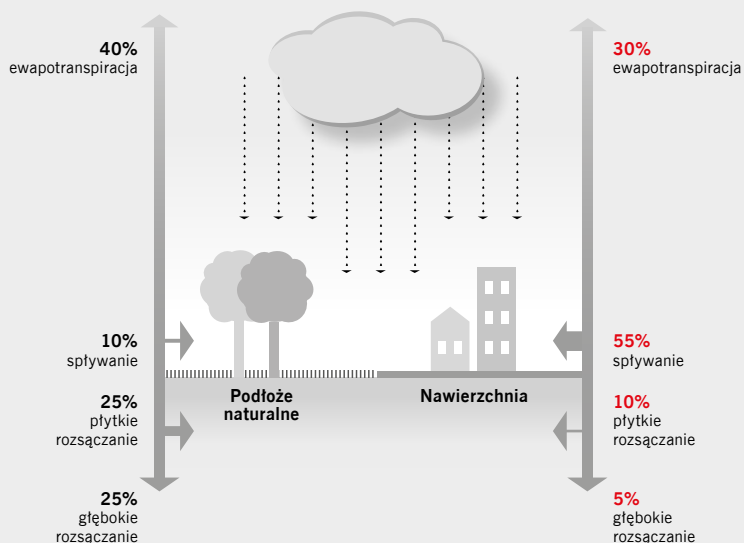 40%
ewapotranspiracja
30%
ewapotranspiracja
10%
spływanie
55%
spływanie
25%
płytkie
rozsączanie
Podłoże
naturalne
Nawierzchnia
10%
płytkie
rozsączanie
25%
głębokie
rozsączanie
5%
głębokie
rozsączanie